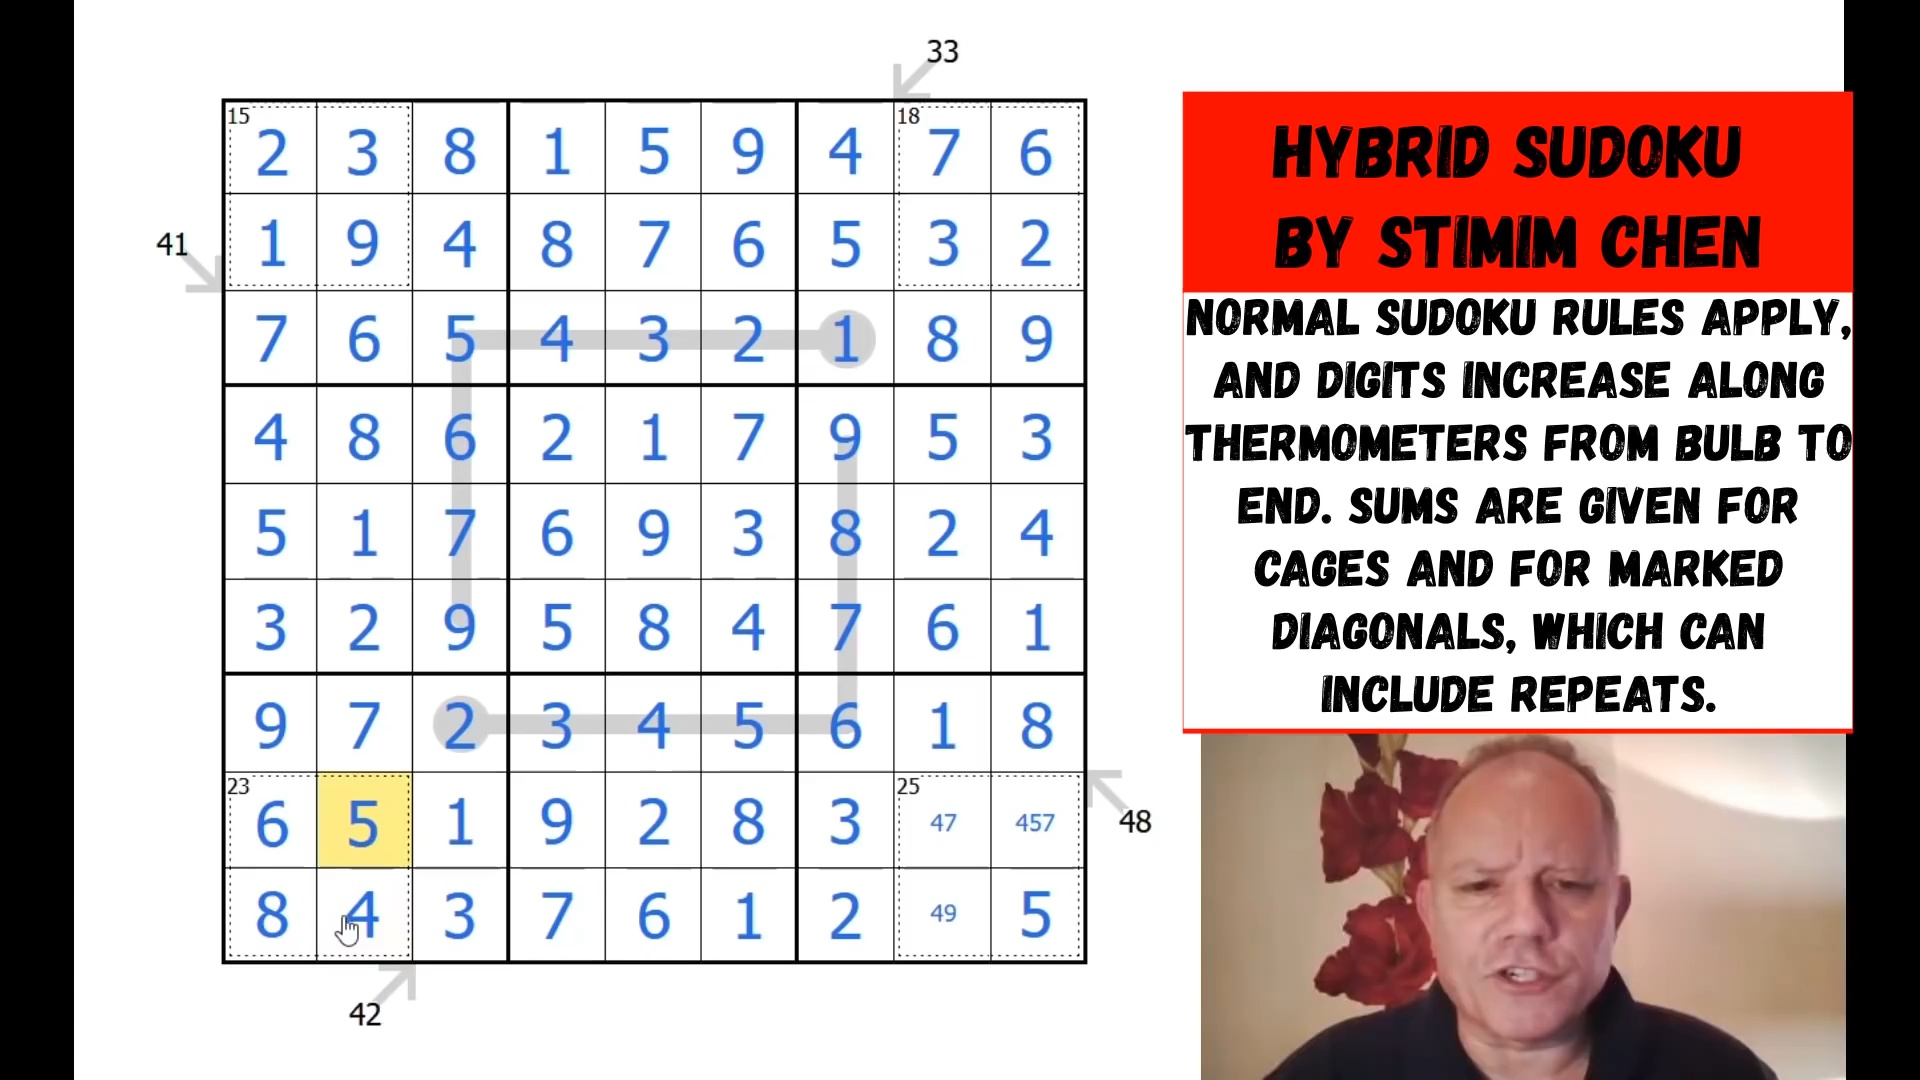 33
15 18
2 3 8 1 5 9 4 7 6
41
1 9 4 8 7 6 5 3 2
7 6 5 4 3 2 1 8 9
4 8 6 2 1 7 9 5 3
5 1 7 6 9 3 8 2 4
3 2 9 5 8 4 7 6 1
9 7 2 3 4 5 6 1 8
23 25
6 5 1 9 2 8 3 47 457
48
8 4 3 7 6 1 2 49 5
42
HYBRID SUDOKU
BY STIMIM CHEN
NORMAL SUDOKU RULES APPLY,
AND DIGITS INCREASE ALONG
THERMOMETERS FROM BULB TO
END. SUMS ARE GIVEN FOR
CAGES AND FOR MARKED
DIAGONALS, WHICH CAN
INCLUDE REPEATS.